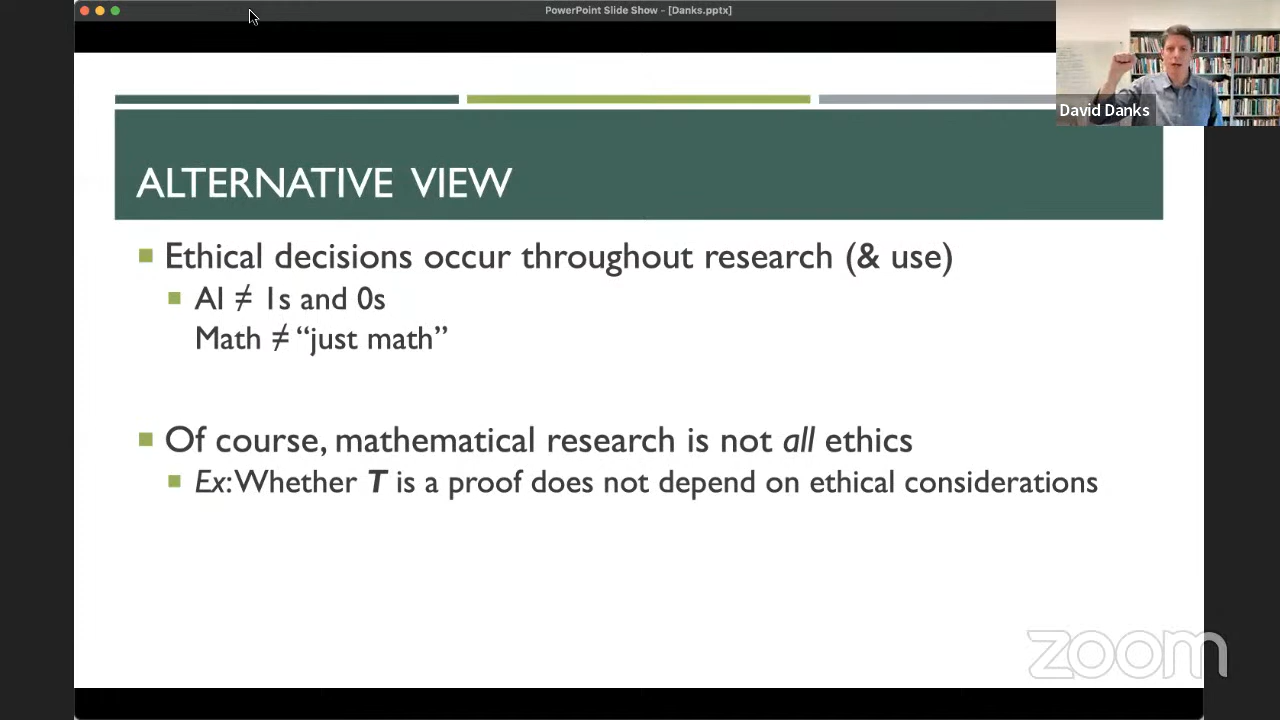 PowerPoint Slide Show - [Danks.pptx]
David Danks
ALTERNATIVE VIEW
Ethical decisions occur throughout research (& use)
AI ≠ 1s and 0s
Math ≠ “just math”
Of course, mathematical research is not all ethics
Ex: Whether T is a proof does not depend on ethical considerations
zoom